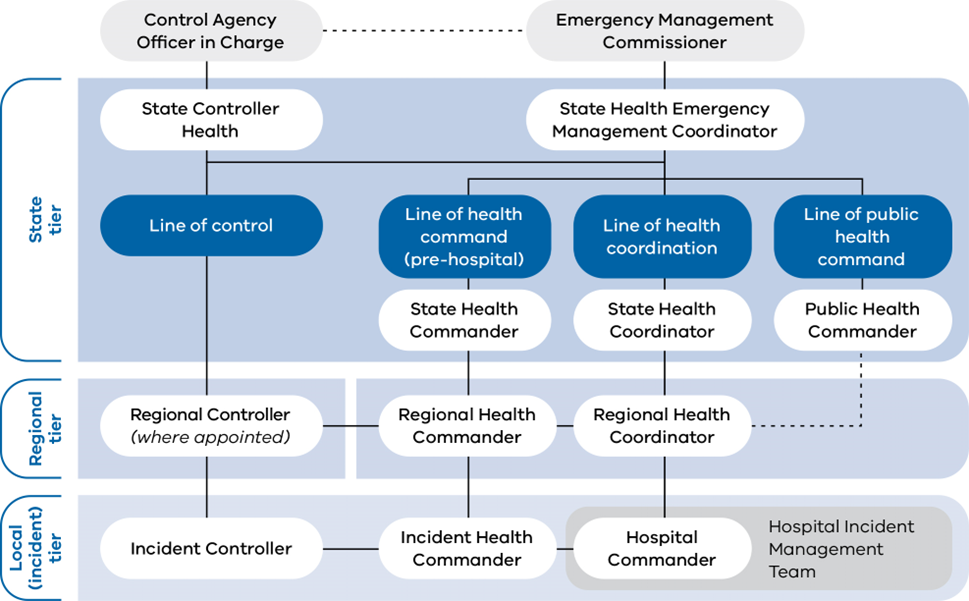 Control Agency
Officer in Charge
Emergency Management
Commissioner
State
tier
State Controller
Health
State Health Emergency
Management Coordinator
Line of control
Line of health
command
(pre-hospital)
Line of health
coordination
Line of public
health
command
State Health
Commander
State Health
Coordinator
Public Health
Commander
Regional
tier
Regional Controller
(where appointed)
Regional Health
Commander
Regional Health
Coordinator
Local
(incident)
tier
Incident Controller
Incident Health
Commander
Hospital
Commander
Hospital Incident
Management
Team